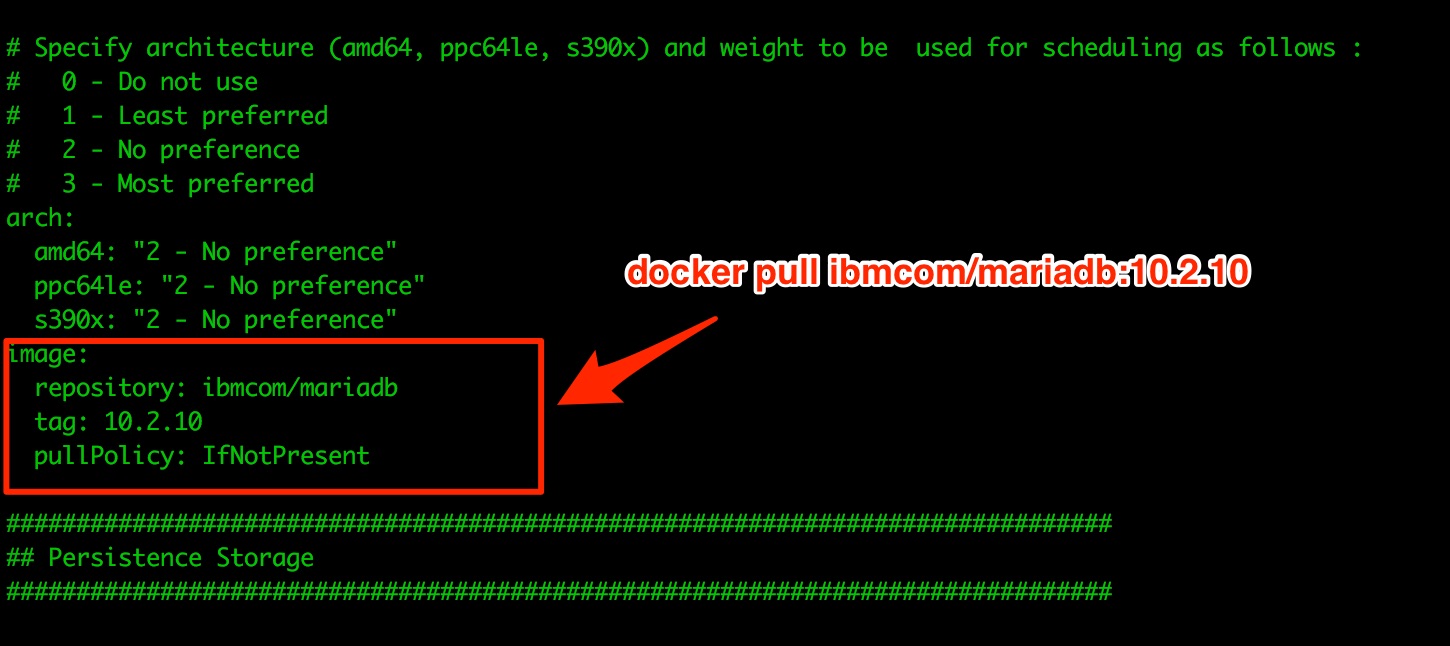 # Specify architecture (amd64, ppc64le, s390x) and weight to be  used for scheduling as follows :
#   0 - Do not use
#   1 - Least preferred
#   2 - No preference
#   3 - Most preferred
arch:
  amd64: "2 - No preference"
  ppc64le: "2 - No preference"
  s390x: "2 - No preference"
docker pull ibmcom/mariadb:10.2.10
image:
  repository: ibmcom/mariadb
  tag: 10.2.10
  pullPolicy: IfNotPresent
###############################################################################
## Persistence Storage
###############################################################################